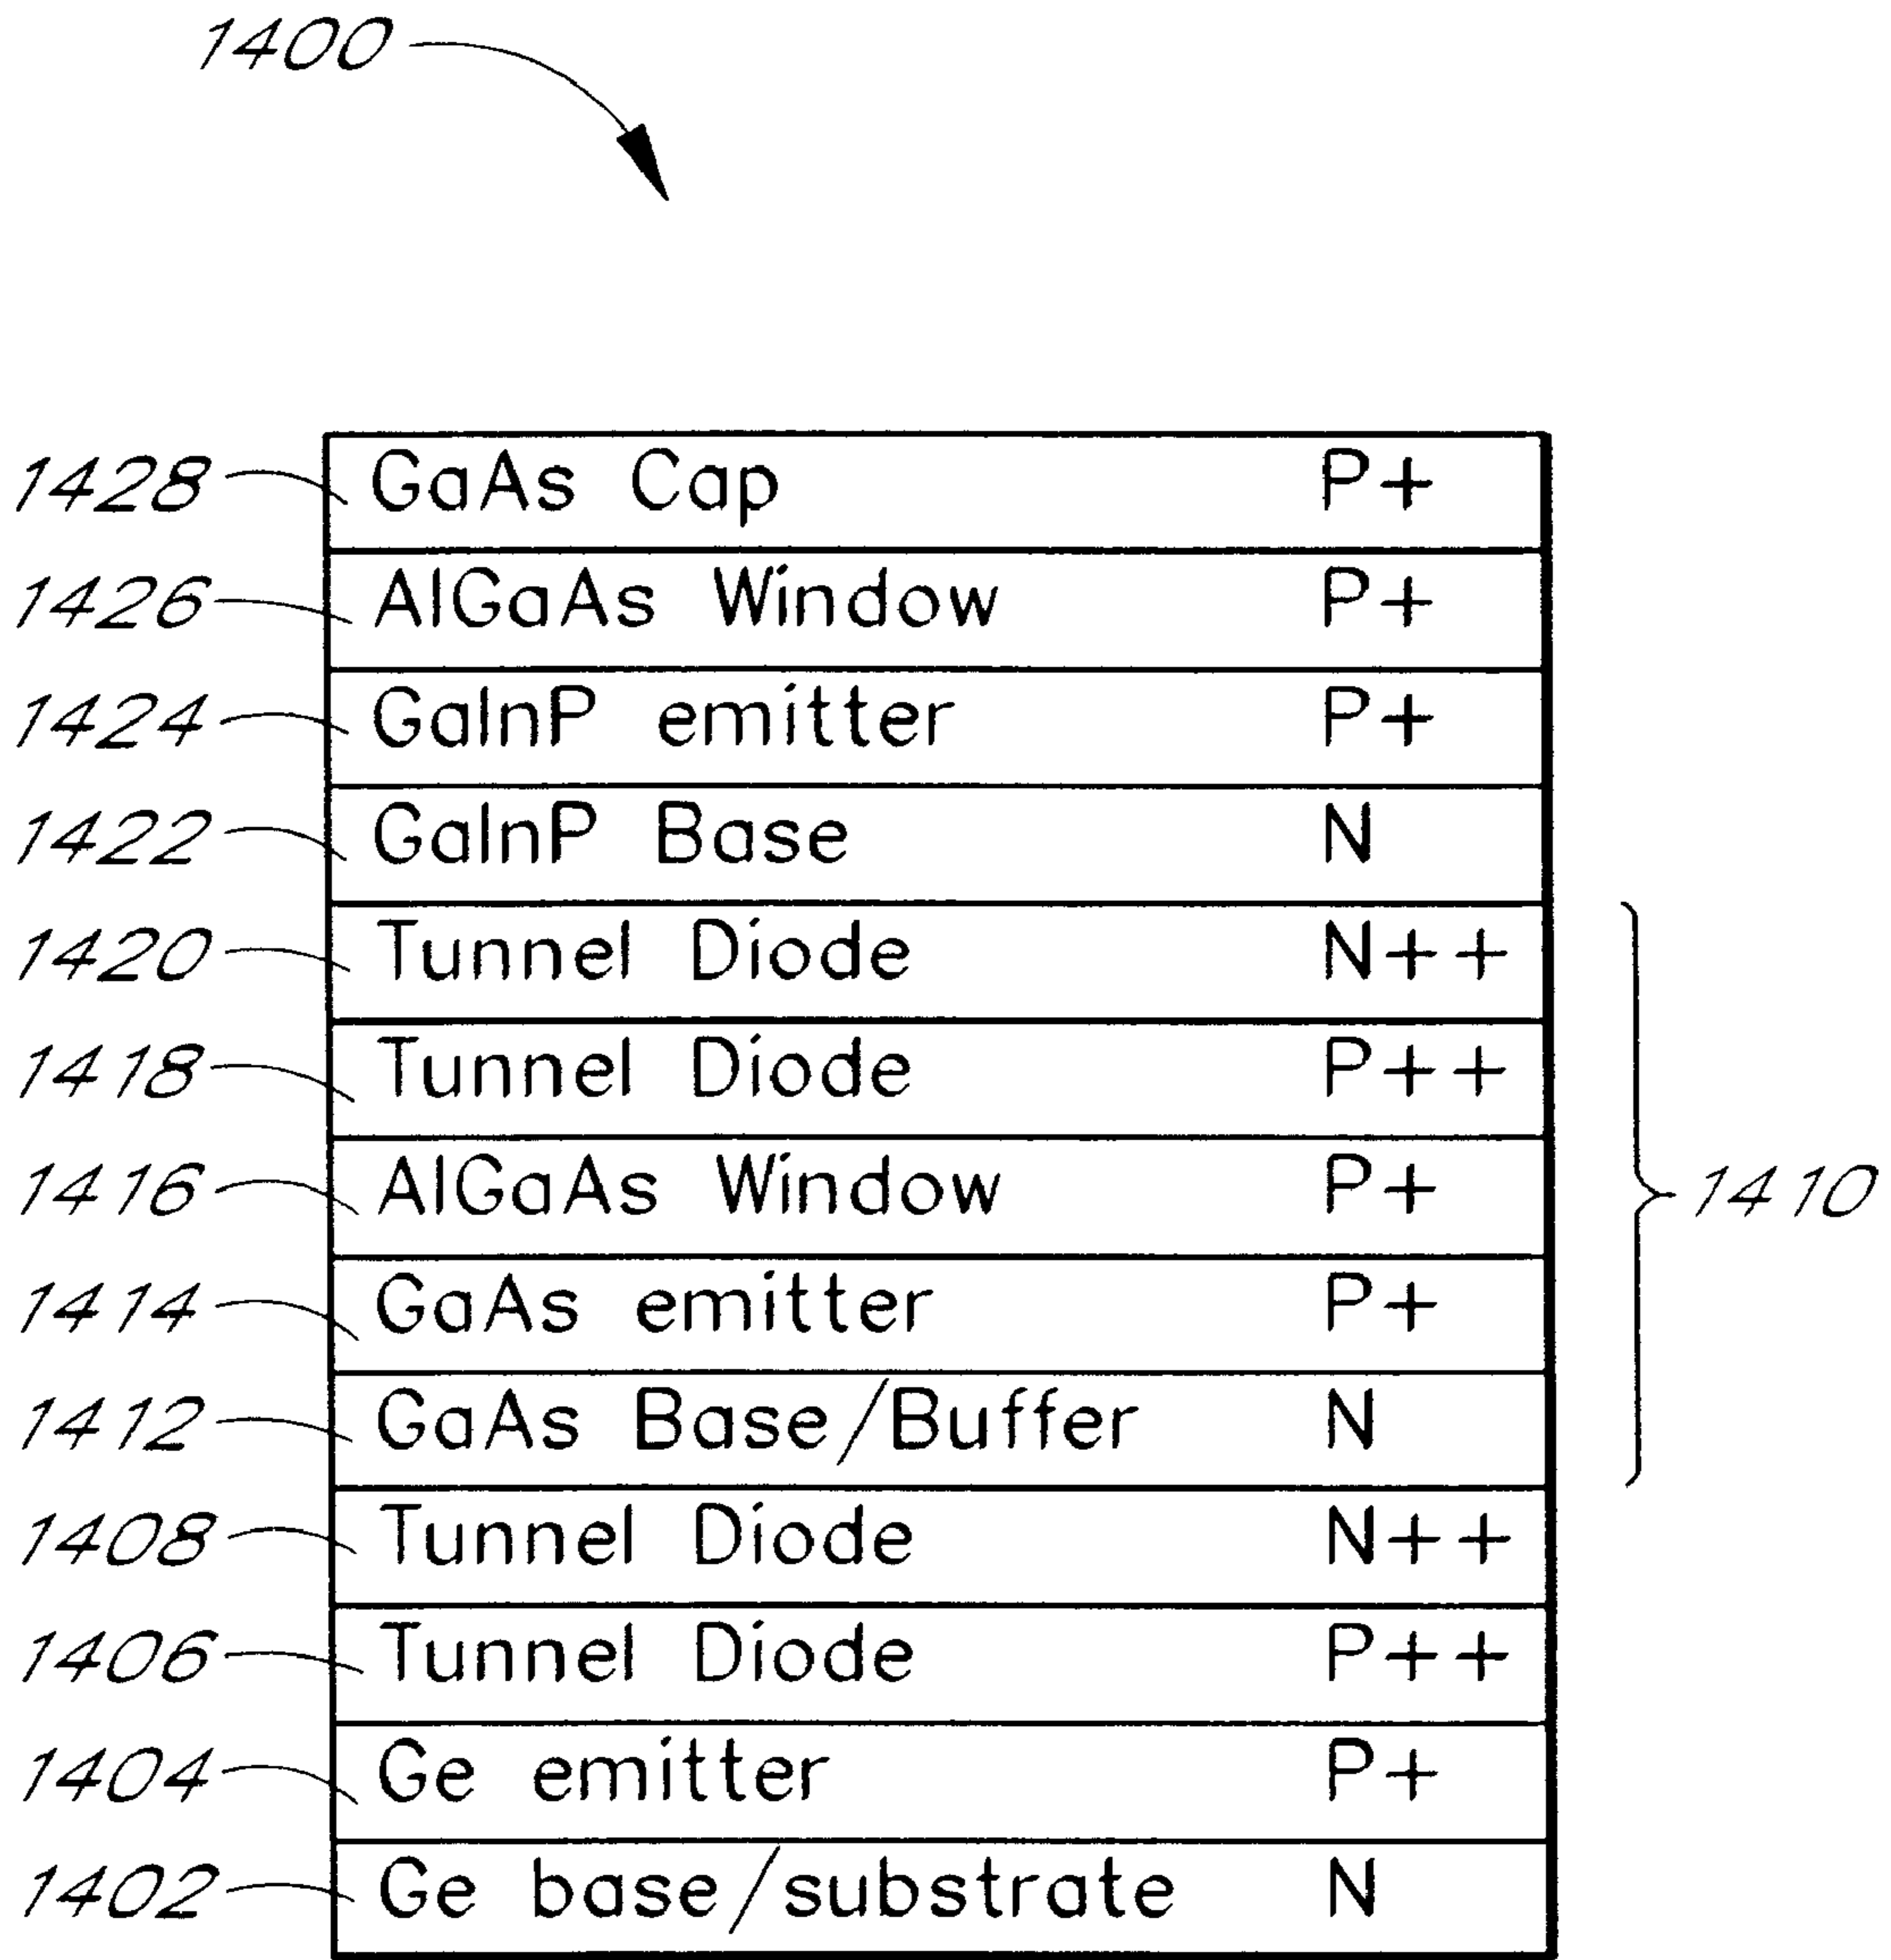 1400
1428 GaAs Cap P+
1426 AlGaAs Window P+
1424 GaInP emitter P+
1422 GaInP Base N
1420 Tunnel Diode N++
1418 Tunnel Diode P++
1416 AlGaAs Window P+
1410
1414 GaAs emitter P+
1412 GaAs Base/Buffer N
1408 Tunnel Diode N++
1406 Tunnel Diode P++
1404 Ge emitter P+
1402 Ge base/substrate N